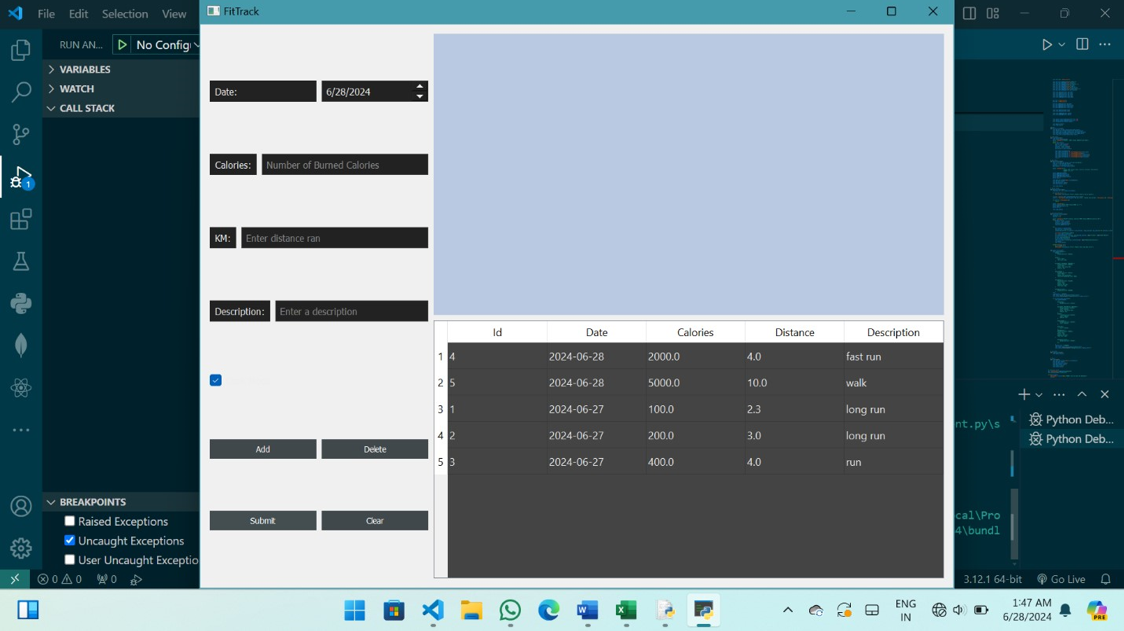 File Edit Selection View
FitTrack
RUN AN... No Config
VARIABLES
WATCH
CALL STACK
Date: 6/28/2024
Calories: Number of Burned Calories
KM: Enter distance ran
Description: Enter a description
Add Delete
Submit Clear
Id Date Calories Distance Description
1 4 2024-06-28 2000.0 4.0 fast run
2 5 2024-06-28 5000.0 10.0 walk
3 1 2024-06-27 100.0 2.3 long run
4 2 2024-06-27 200.0 3.0 long run
5 3 2024-06-27 400.0 4.0 run
nt.py\s
Python Deb...
Python Deb...
cal\Pro
4\bundl
1
BREAKPOINTS
Raised Exceptions
Uncaught Exceptions
User Uncaught Exceptio
0 0 0
3.12.1 64-bit Go Live
ENG
IN
1:47 AM
6/28/2024
PRE